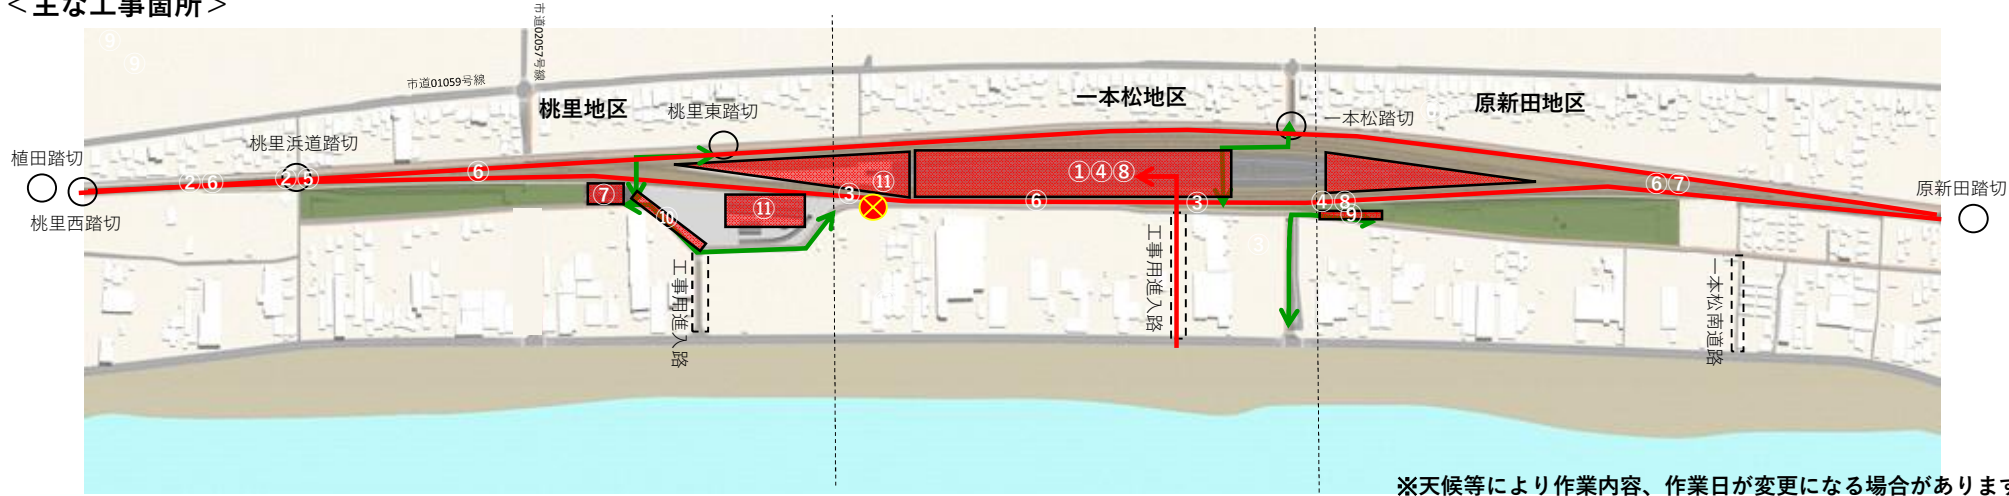 ＜主な工事箇所＞
市道02057号線
⑨
⑨
市道01059号線
桃里地区
桃里東踏切
一本松地区
原新田地区
一本松踏切
植田踏切
桃里浜道踏切
桃里西踏切
原新田踏切
②⑥
②⑤
⑥
⑦
⑩
⑪
③
⑪
①④⑧
⑥
③
④⑧
⑨
③
⑥⑦
工事用進入路
工事用進入路
一本松南道路
※天候等により作業内容、作業日が変更になる場合があります